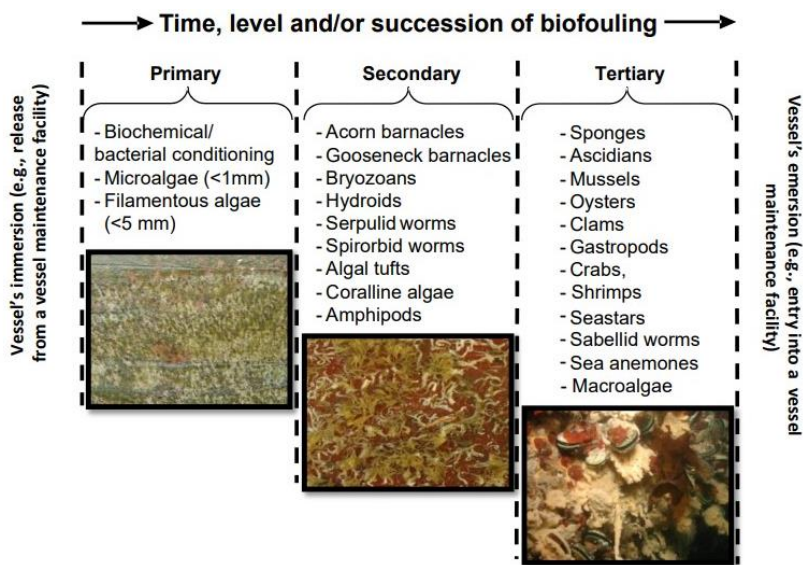 Time, level and/or succession of biofouling
Vessel's immersion (e.g., release
from a vessel maintenance facility)
Primary
- Biochemical/
bacterial conditioning
- Microalgae (<1mm)
- Filamentous algae
(<5 mm)
Secondary
- Acorn barnacles
- Gooseneck barnacles
- Bryozoans
- Hydroids
- Serpulid worms
- Spirorbid worms
- Algal tufts
- Coralline algae
- Amphipods
Tertiary
- Sponges
- Ascidians
- Mussels
- Oysters
- Clams
- Gastropods
- Crabs,
- Shrimps
- Seastars
- Sabellid worms
- Sea anemones
- Macroalgae
Vessel's emersion (e.g., entry into a vessel
maintenance facility)